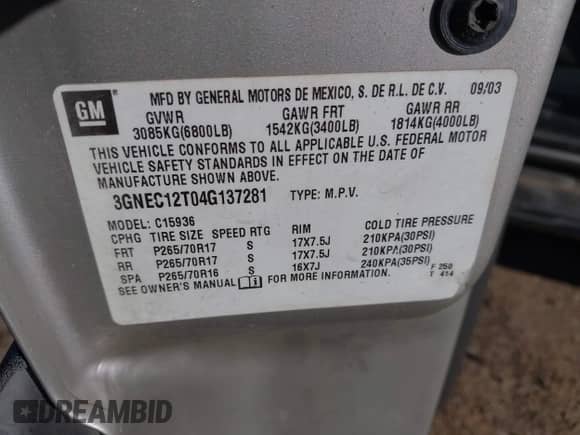 GM
MFD BY GENERAL MOTORS DE MEXICO, S. DE R.L. DE C.V. 09/03
GVWR GAWR FRT GAWR RR
3085KG(6800LB) 1542KG(3400LB) 1814KG(4000LB)
THIS VEHICLE CONFORMS TO ALL APPLICABLE U.S. FEDERAL MOTOR
VEHICLE SAFETY STANDARDS IN EFFECT ON THE DATE OF
MANUFACTURE SHOWN ABOVE.
3GNEC12T04G137281 TYPE: M.P.V.
MODEL: C15936
CPHG TIRE SIZE SPEED RTG RIM COLD TIRE PRESSURE
FRT P265/70R17 S 17X7.5J 210KPA(30PSI)
RR P265/70R17 S 17X7.5J 210KPA(30PSI)
SPA P265/70R16 S 16X7J 240KPA(35PSI)
F 250
SEE OWNER'S MANUAL FOR MORE INFORMATION. T 414
DREAMBID